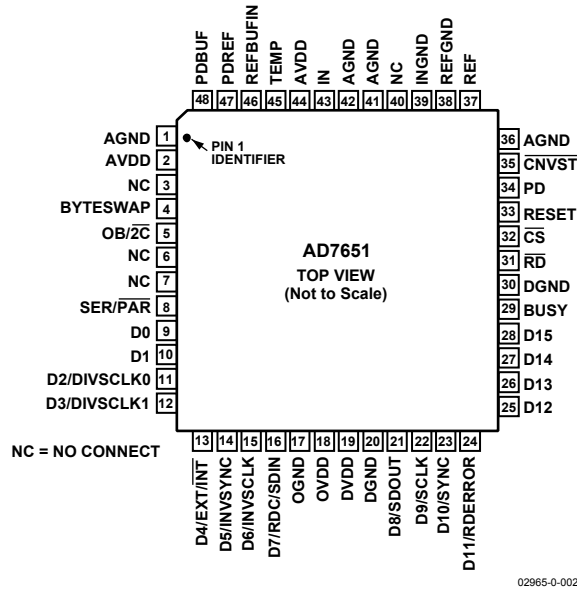 PDBUF
PDREF
REFBUFIN
TEMP
AVDD
IN
AGND
AGND
NC
INGND
REFGND
REF
48 47 46 45 44 43 42 41 40 39 38 37
AGND 1
AVDD 2
NC 3
BYTESWAP 4
OB/2̅C̅ 5
NC 6
NC 7
SER/P̅A̅R̅ 8
D0 9
D1 10
D2/DIVSCLK0 11
D3/DIVSCLK1 12
PIN 1
IDENTIFIER
AD7651
TOP VIEW
(Not to Scale)
36 AGND
35 C̅N̅V̅S̅T̅
34 PD
33 RESET
32 C̅S̅
31 R̅D̅
30 DGND
29 BUSY
28 D15
27 D14
26 D13
25 D12
NC = NO CONNECT
13 14 15 16 17 18 19 20 21 22 23 24
D4/EXT/I̅N̅T̅
D5/INVSYNC
D6/INVSCLK
D7/RDC/SDIN
OGND
OVDD
DVDD
DGND
D8/SDOUT
D9/SCLK
D10/SYNC
D11/RDERROR
02965-0-002